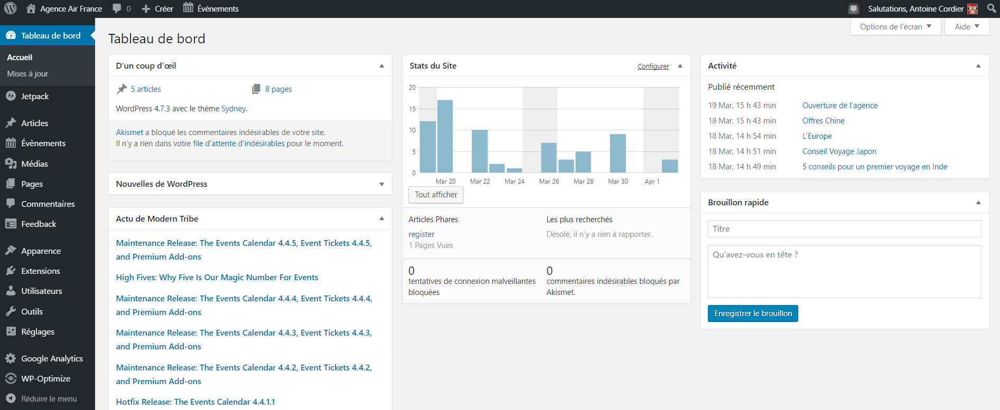 Agence Air France
0
Créer
Évènements
Salutations, Antoine Cordier
Tableau de bord
Accueil
Mises à jour
Jetpack
Articles
Évènements
Médias
Pages
Commentaires
Feedback
Apparence
Extensions
Utilisateurs
Outils
Réglages
Google Analytics
WP-Optimize
Réduire le menu
Options de l’écran
Aide
Tableau de bord
D’un coup d’œil
5 articles
8 pages
WordPress 4.7.3 avec le thème Sydney.
Akismet a bloqué les commentaires indésirables de votre site.
Il n’y a rien dans votre file d’attente d’indésirables pour le moment.
Nouvelles de WordPress
Actu de Modern Tribe
Maintenance Release: The Events Calendar 4.4.5, Event Tickets 4.4.5,
and Premium Add-ons
High Fives: Why Five Is Our Magic Number For Events
Maintenance Release: The Events Calendar 4.4.4, Event Tickets 4.4.4,
and Premium Add-ons
Maintenance Release: The Events Calendar 4.4.3, Event Tickets 4.4.3,
and Premium Add-ons
Maintenance Release: The Events Calendar 4.4.2, Event Tickets 4.4.2,
and Premium Add-ons
Hotfix Release: The Events Calendar 4.4.1.1
Stats du Site
Configurer
20
15
10
5
0
Mar 20 Mar 22 Mar 24 Mar 26 Mar 28 Mar 30 Apr 1
Tout afficher
Articles Phares
register
1 Pages Vues
Les plus recherchés
Désolé, il n’y a rien à rapporter.
0
tentatives de connexion malveillantes
bloquées
0
commentaires indésirables bloqués par
Akismet.
Activité
Publié récemment
19 Mar, 15 h 43 min Ouverture de l’agence
18 Mar, 15 h 43 min Offres Chine
18 Mar, 14 h 54 min L’Europe
18 Mar, 14 h 51 min Conseil Voyage Japon
18 Mar, 14 h 49 min 5 conseils pour un premier voyage en Inde
Brouillon rapide
Titre
Qu’avez-vous en tête ?
Enregistrer le brouillon